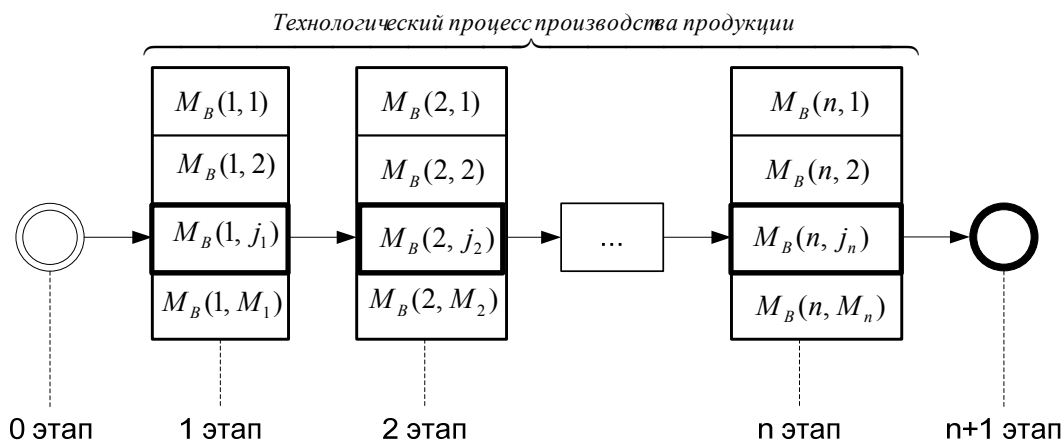 Технологический процесс производства продукции
M_B(1, 1) M_B(2, 1) M_B(n, 1)
M_B(1, 2) M_B(2, 2) M_B(n, 2)
M_B(1, j_1) M_B(2, j_2) ... M_B(n, j_n)
M_B(1, M_1) M_B(2, M_2) M_B(n, M_n)
0 этап 1 этап 2 этап n этап n+1 этап